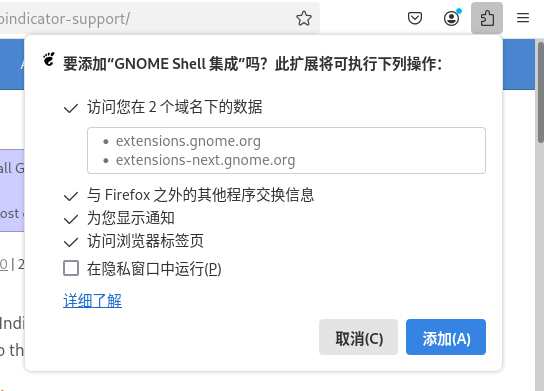 oindicator-support/
要添加“GNOME Shell 集成”吗？此扩展将可执行下列操作：
访问您在 2 个域名下的数据
• extensions.gnome.org
• extensions-next.gnome.org
all G
与 Firefox 之外的其他程序交换信息
ost
为您显示通知
访问浏览器标签页
0 | 2
在隐私窗口中运行(P)
详细了解
Indi
o th
取消(C)
添加(A)